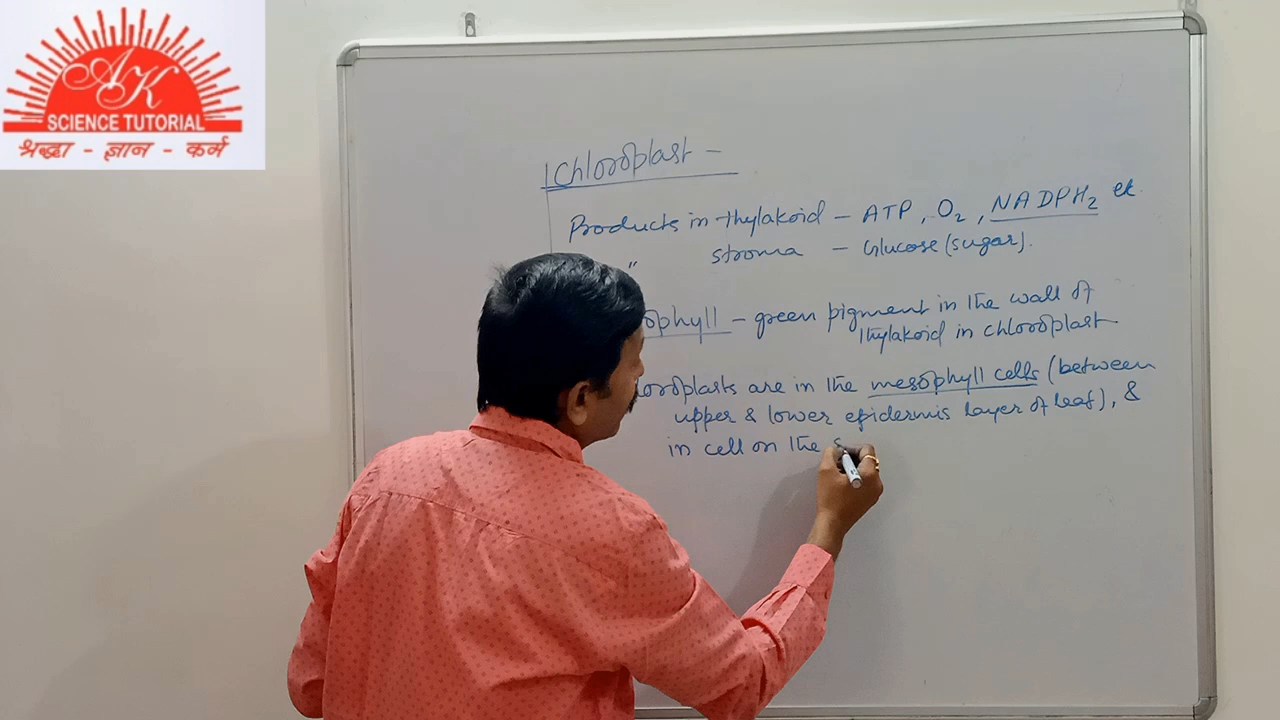 AK
SCIENCE TUTORIAL
श्रद्धा - ज्ञान - कर्म
Chloroplast -
Products in thylakoid - ATP, O2, NADPH2 etc.
" stroma - Glucose (sugar).
ophyll - green pigment in the wall of
thylakoid in chloroplast
oroplasts are in the mesophyll cells (between
upper & lower epidermis layer of leaf), &
in cell on the s